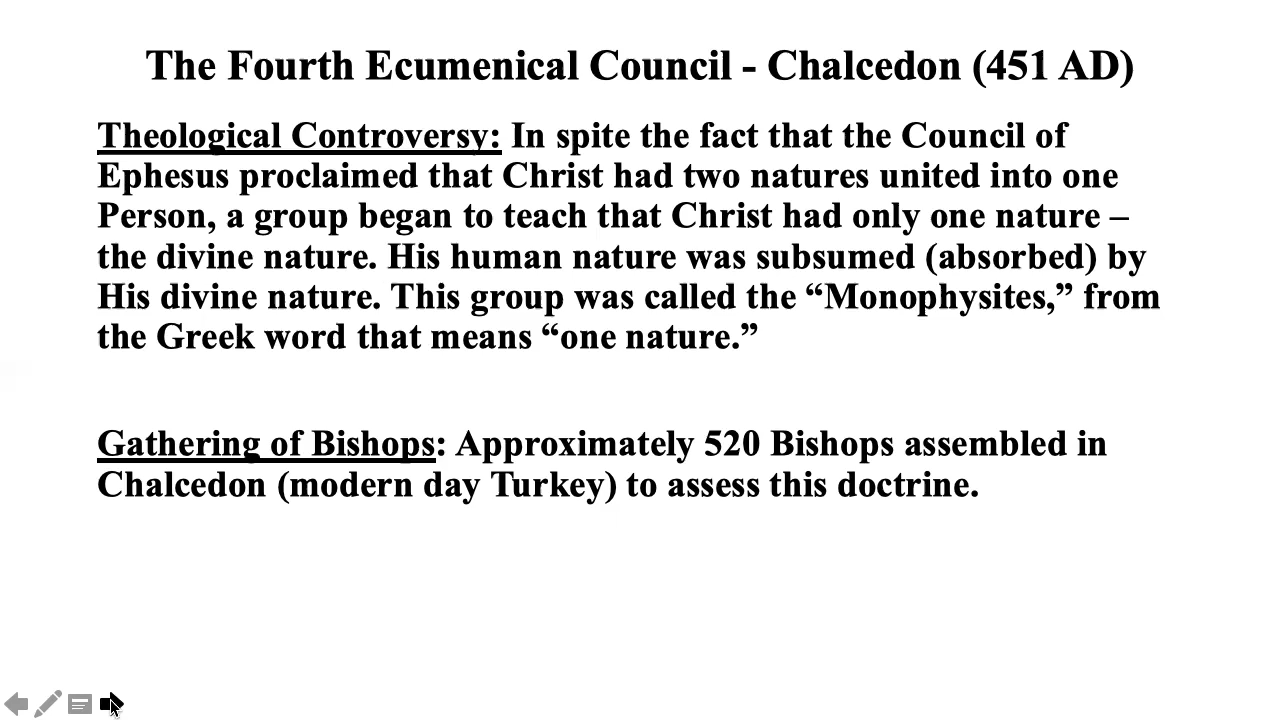 The Fourth Ecumenical Council - Chalcedon (451 AD)
Theological Controversy: In spite the fact that the Council of
Ephesus proclaimed that Christ had two natures united into one
Person, a group began to teach that Christ had only one nature –
the divine nature. His human nature was subsumed (absorbed) by
His divine nature. This group was called the “Monophysites,” from
the Greek word that means “one nature.”
Gathering of Bishops: Approximately 520 Bishops assembled in
Chalcedon (modern day Turkey) to assess this doctrine.